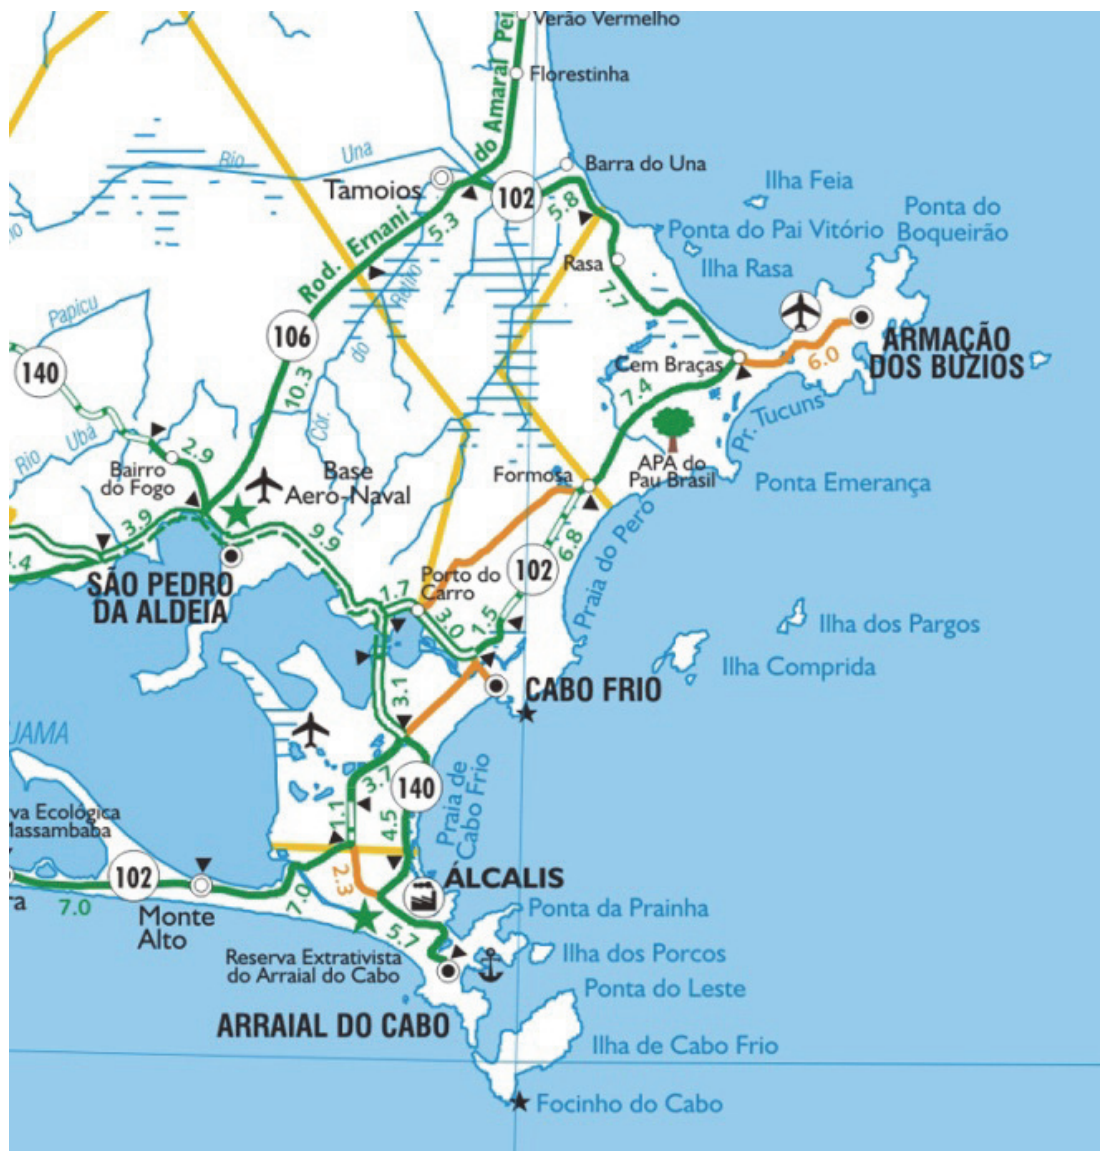 Verão Vermelho
Florestinha
do Amaral Pei
Rio
Una
Barra do Una
Tamoios
102
Ilha Feia
5.8
5.3
Ponta do
Boqueirão
Ponta do Pai Vitório
Rod. Ernani
Rasa
Ilha Rasa
7.7
Cór.
do
Retiro
Papicu
106
ARMAÇÃO
DOS BÚZIOS
6.0
140
Cem Braças
10.3
7.4
Pr. Tucuns
Rio Ubá
2.9
Bairro
do Fogo
Base
Aero-Naval
Formosa
APA do
Pau Brasil
Ponta Emerança
3.9
9.9
6.8
Praia do Peró
.4
102
SÃO PEDRO
DA ALDEIA
Porto do
Carro
1.7
3.0
1.5
Ilha dos Pargos
Ilha Comprida
3.1
CABO FRIO
UAMA
3.7
140
Praia de
Cabo Frio
va Ecológica
Massambaba
1.1
4.5
102
2.3
ÁLCALIS
ra
7.0
Monte
Alto
7.0
5.7
Ponta da Prainha
Reserva Extrativista
do Arraial do Cabo
Ilha dos Porcos
Ponta do Leste
ARRAIAL DO CABO
Ilha de Cabo Frio
Focinho do Cabo